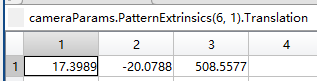 cameraParams.PatternExtrinsics(6, 1).Translation
1 2 3 4
1 17.3989 -20.0788 508.5577